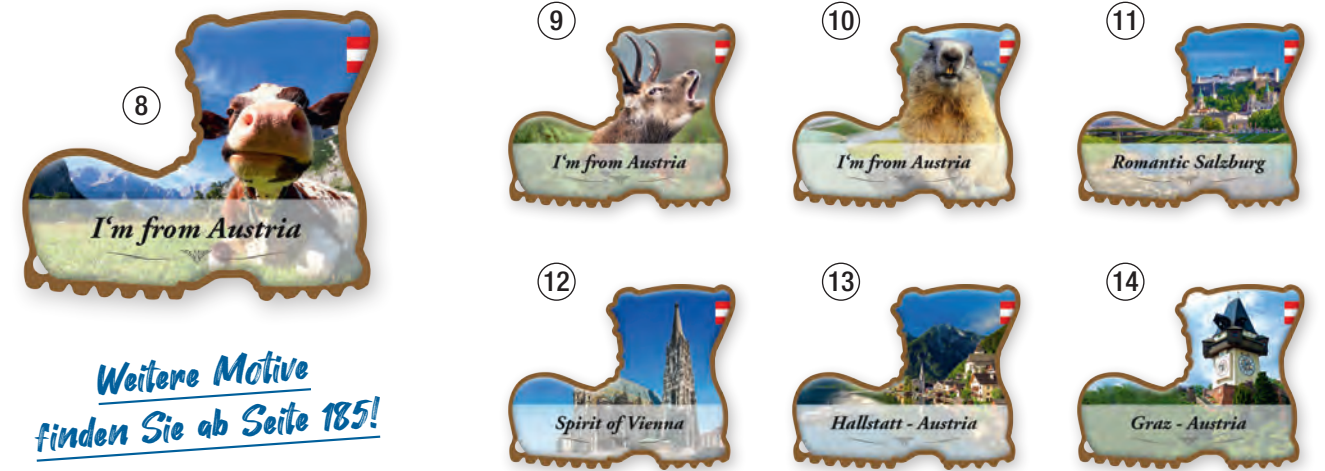 8
I‘m from Austria
9
I‘m from Austria
10
I‘m from Austria
11
Romantic Salzburg
12
Spirit of Vienna
13
Hallstatt - Austria
14
Graz - Austria
Weitere Motive
finden Sie ab Seite 185!